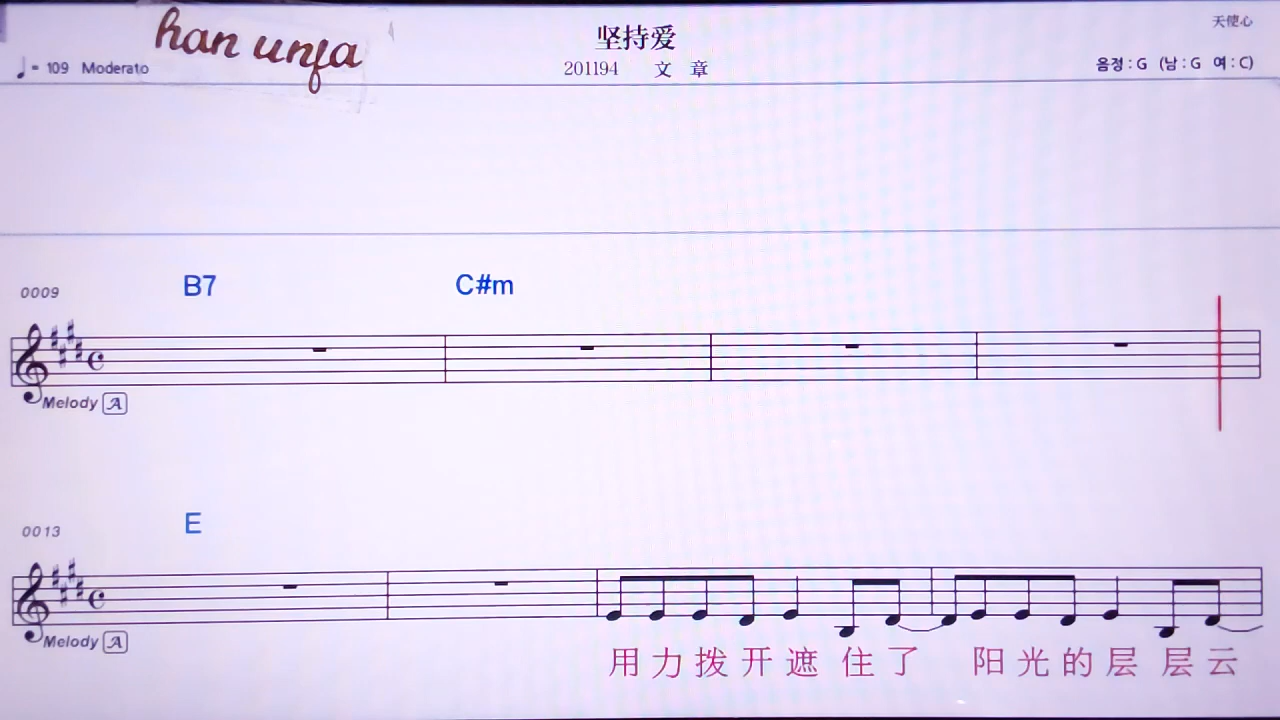 han unfa
坚持爱
天使心
♩= 109 Moderato
201194 文 章
음정 : G (남 : G 여 : C)
B7 C#m
0009
Melody A
E
0013
Melody A
用力拨开遮住了 阳光的层层云